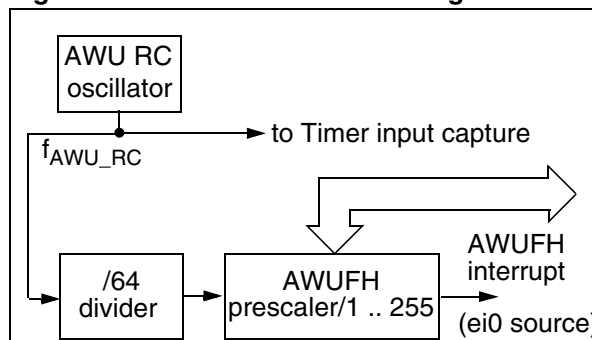 AWU RC
oscillator
to Timer input capture
fAWU_RC
AWUFH
interrupt
/64
divider
AWUFH
prescaler/1 .. 255
(ei0 source)